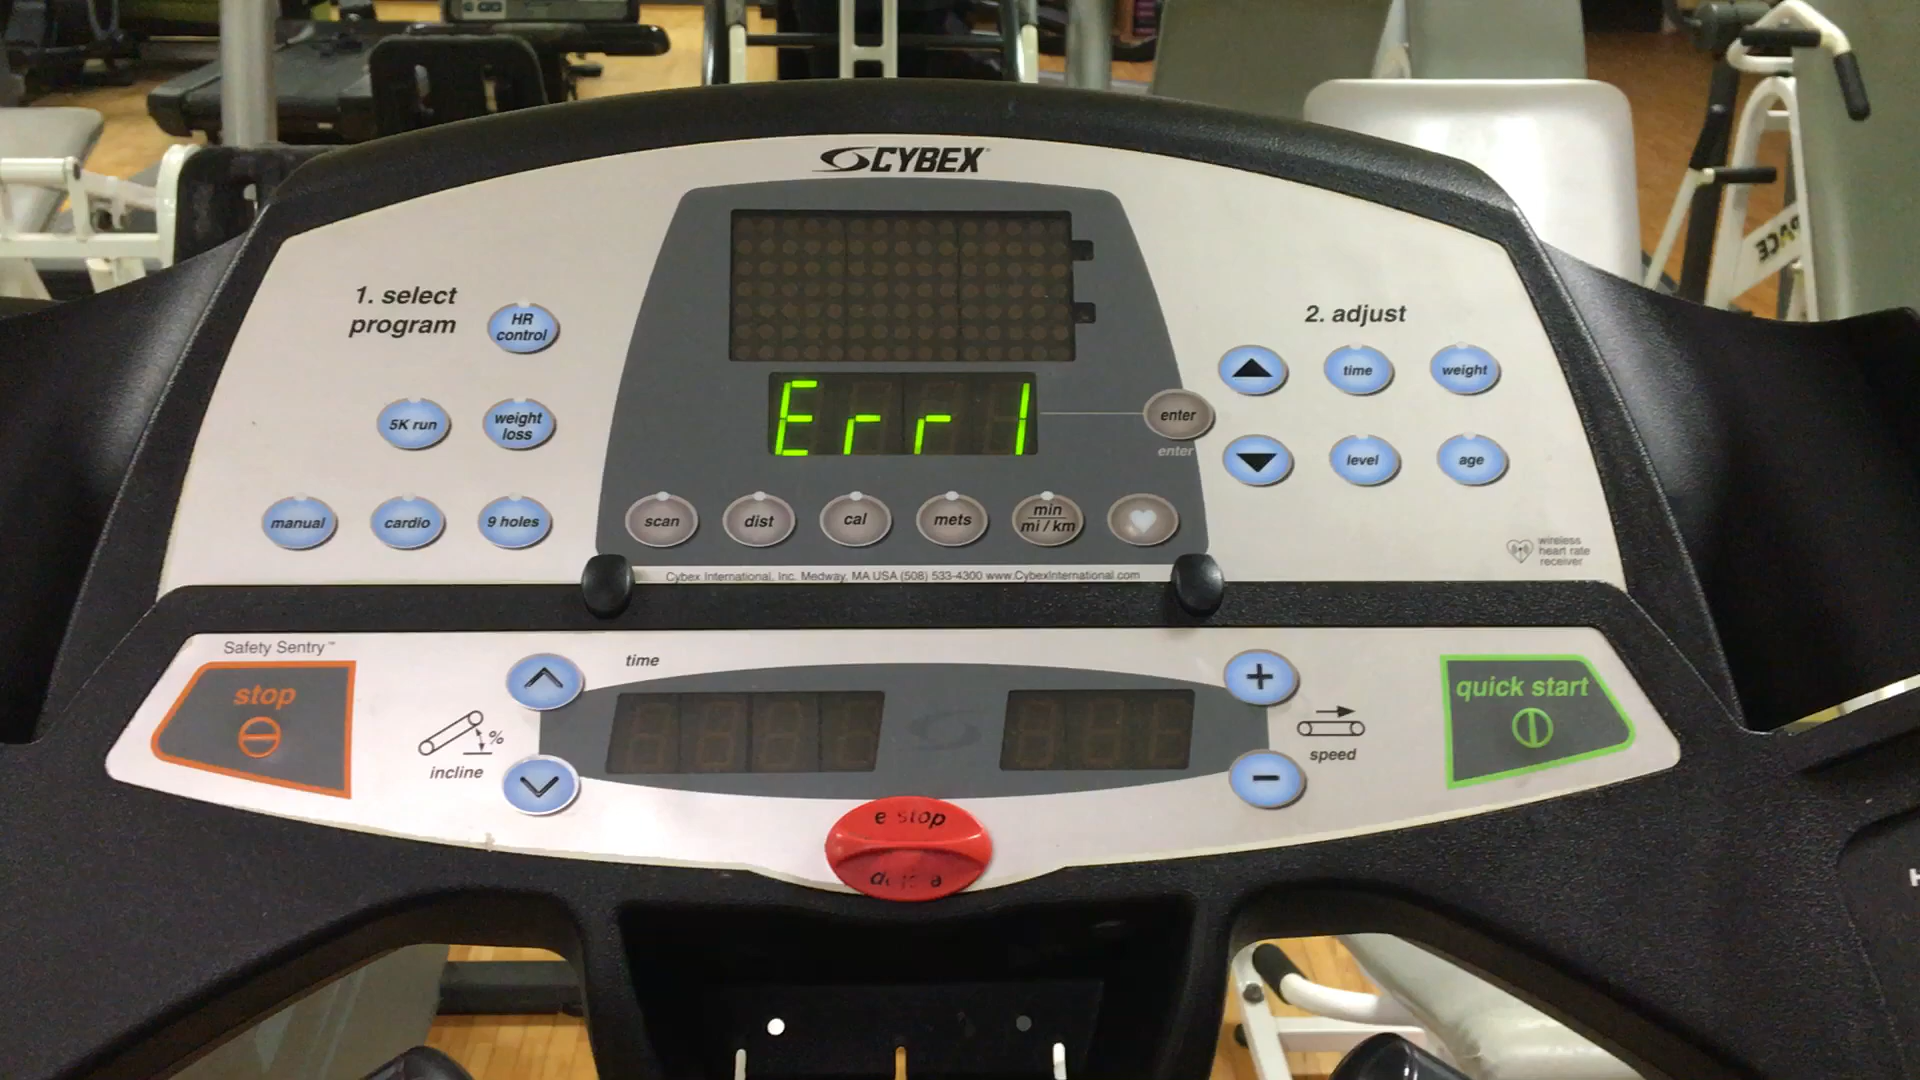 CYBEX
1. select
program
HR
control
5K run
weight
loss
manual
cardio
9 holes
Err1
enter
enter
scan
dist
cal
mets
min
mi / km
2. adjust
time
weight
level
age
wireless
heart rate
receiver
Cybex International, Inc. Medway, MA USA (508) 533-4300 www.CybexInternational.com
Safety Sentry™
stop
time
%
incline
+
-
speed
quick start
e stop
PACE
H